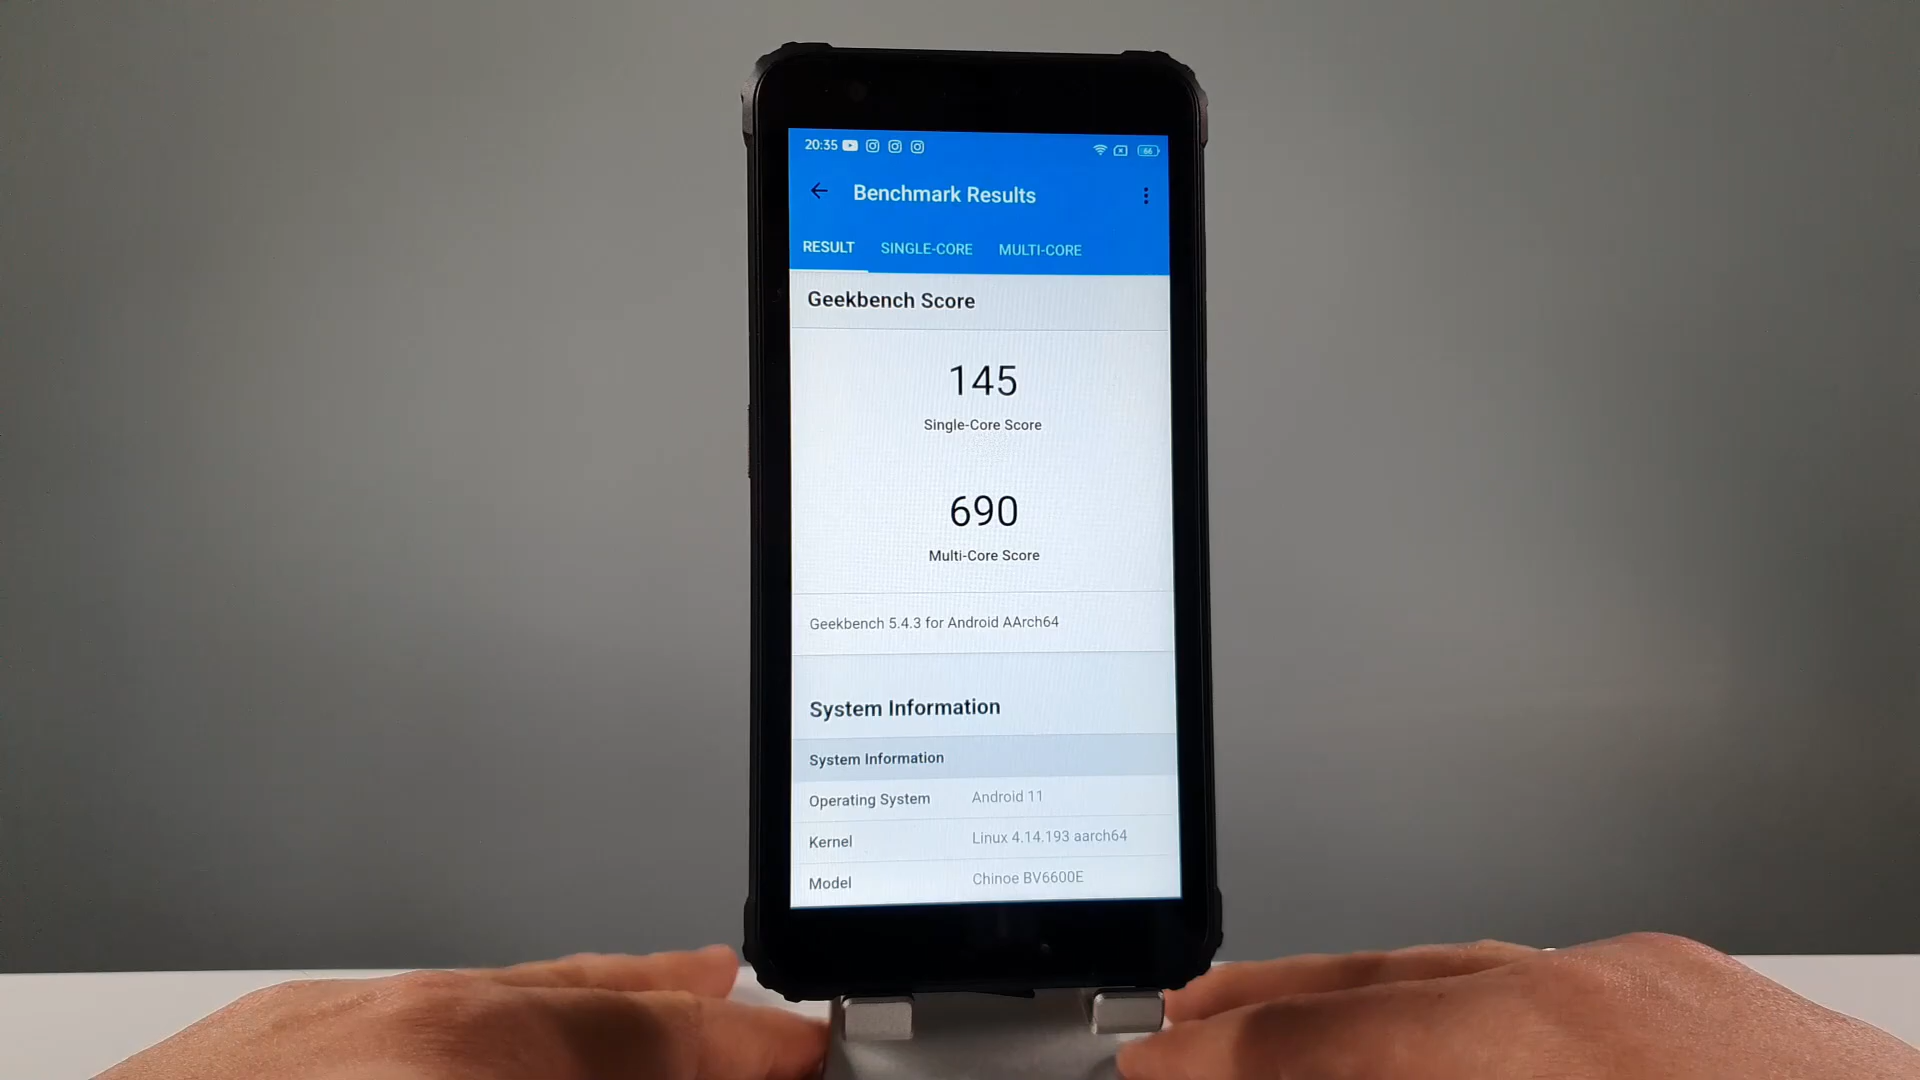 20:35
66
Benchmark Results
RESULT SINGLE-CORE MULTI-CORE
Geekbench Score
145
Single-Core Score
690
Multi-Core Score
Geekbench 5.4.3 for Android AArch64
System Information
System Information
Operating System Android 11
Kernel Linux 4.14.193 aarch64
Model Chinoe BV6600E